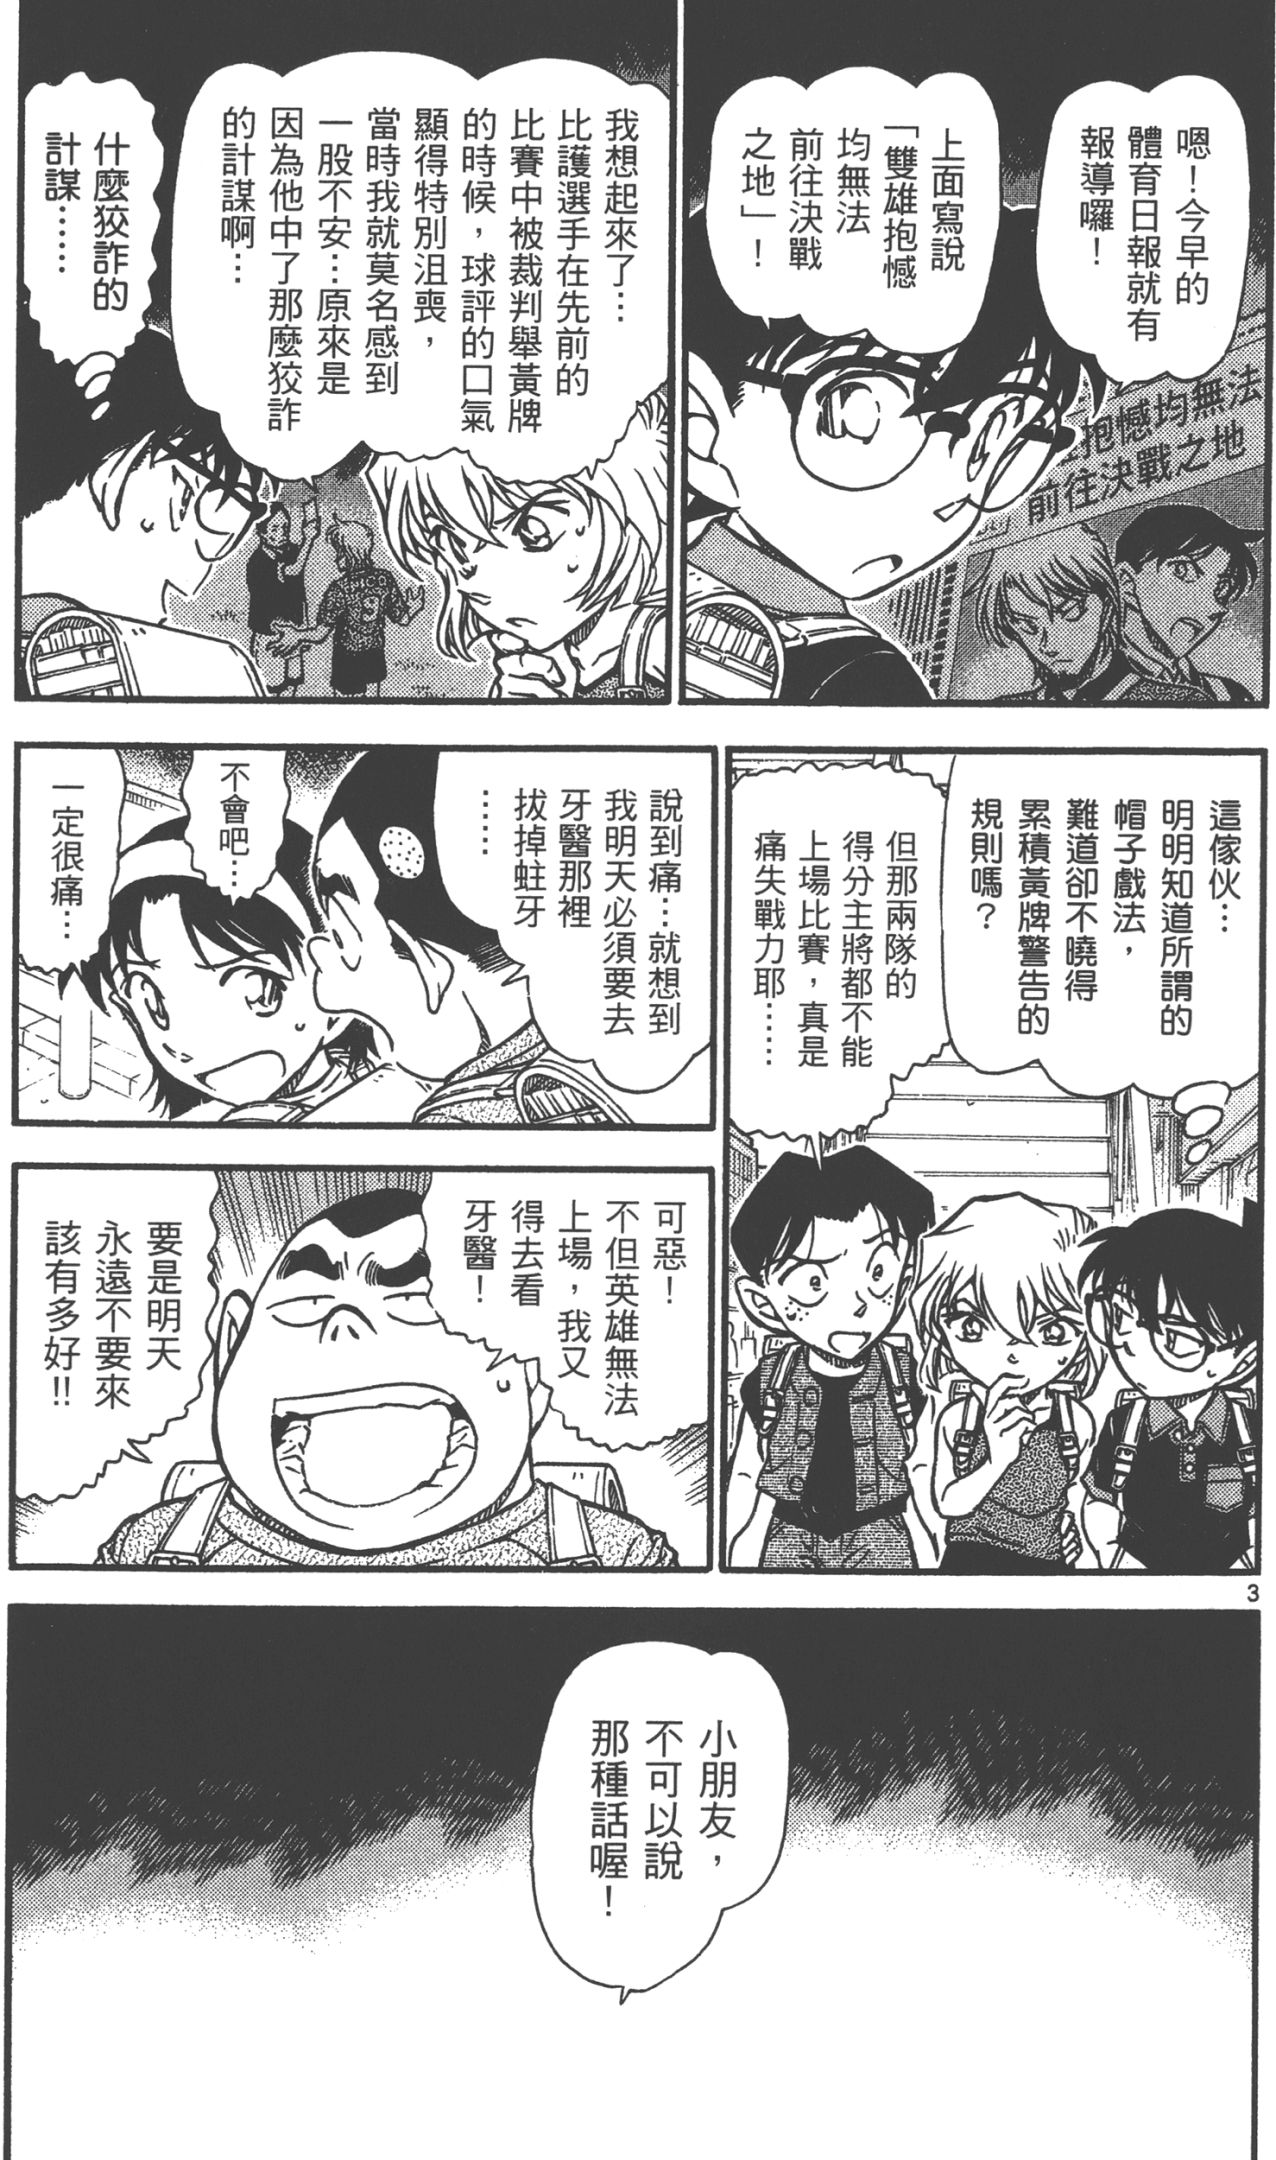 嗯！今早的
體育日報就有
報導囉！
上面寫說
「雙雄抱憾
均無法
前往決戰
之地」！
抱憾均無法
前往決戰之地
我想起來了…
比護選手在先前的
比賽中被裁判舉黃牌
的時候，球評的口氣
顯得特別沮喪，
當時我就莫名感到
一股不安…原來是
因為他中了那麼狡詐
的計謀啊…
什麼狡詐的
計謀……
9
這傢伙…
明明知道所謂的
帽子戲法，
難道卻不曉得
累積黃牌警告的
規則嗎？
但那兩隊的
得分主將都不能
上場比賽，真是
痛失戰力耶……
說到痛…就想到
我明天必須要去
牙醫那裡
拔掉蛀牙
……
不會吧…
一定很痛…
可惡！
不但英雄無法
上場，我又
得去看
牙醫！
要是明天
永遠不要來
該有多好!!
3
小朋友，
不可以說
那種話喔！